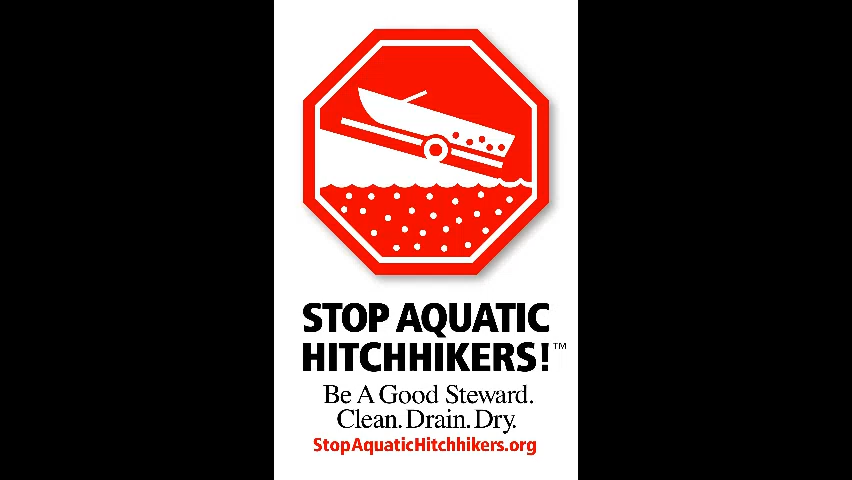 STOP AQUATIC
HITCHHIKERS!™
Be A Good Steward.
Clean. Drain. Dry.
StopAquaticHitchhikers.org